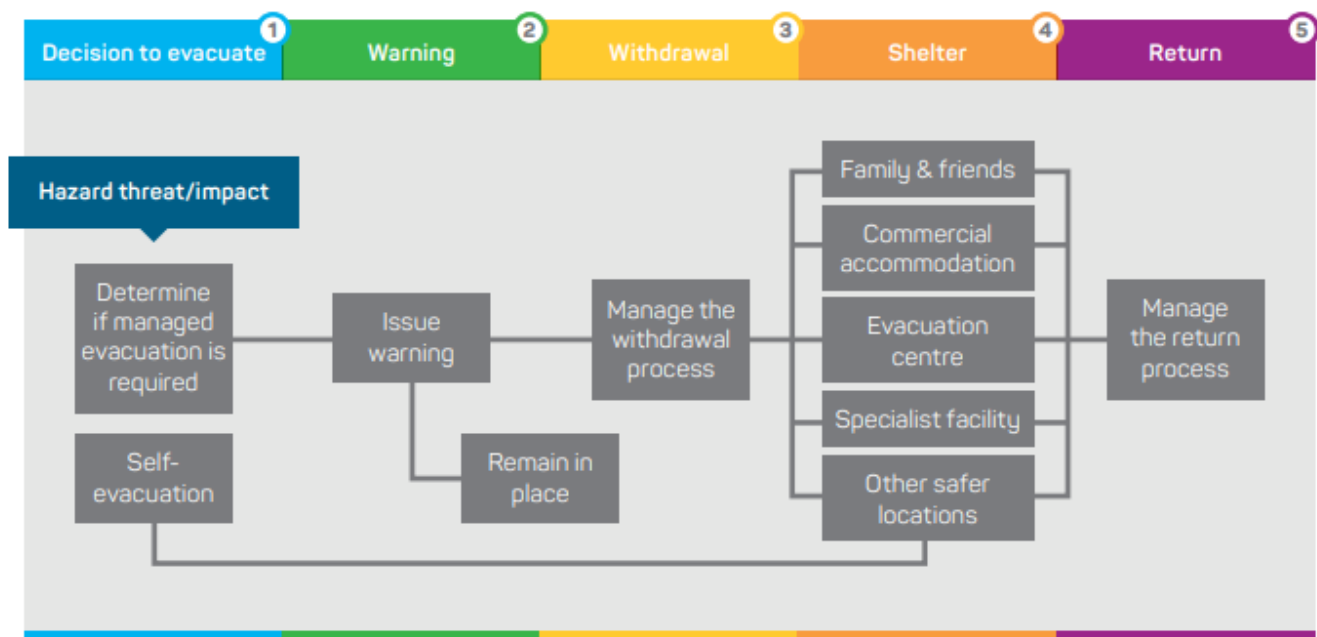 1
2
3
4
5
Decision to evacuate
Warning
Withdrawal
Shelter
Return
Hazard threat/impact
Determine
if managed
evacuation is
required
Self-
evacuation
Issue
warning
Remain in
place
Manage the
withdrawal
process
Family & friends
Commercial
accommodation
Evacuation
centre
Specialist facility
Other safer
locations
Manage
the return
process